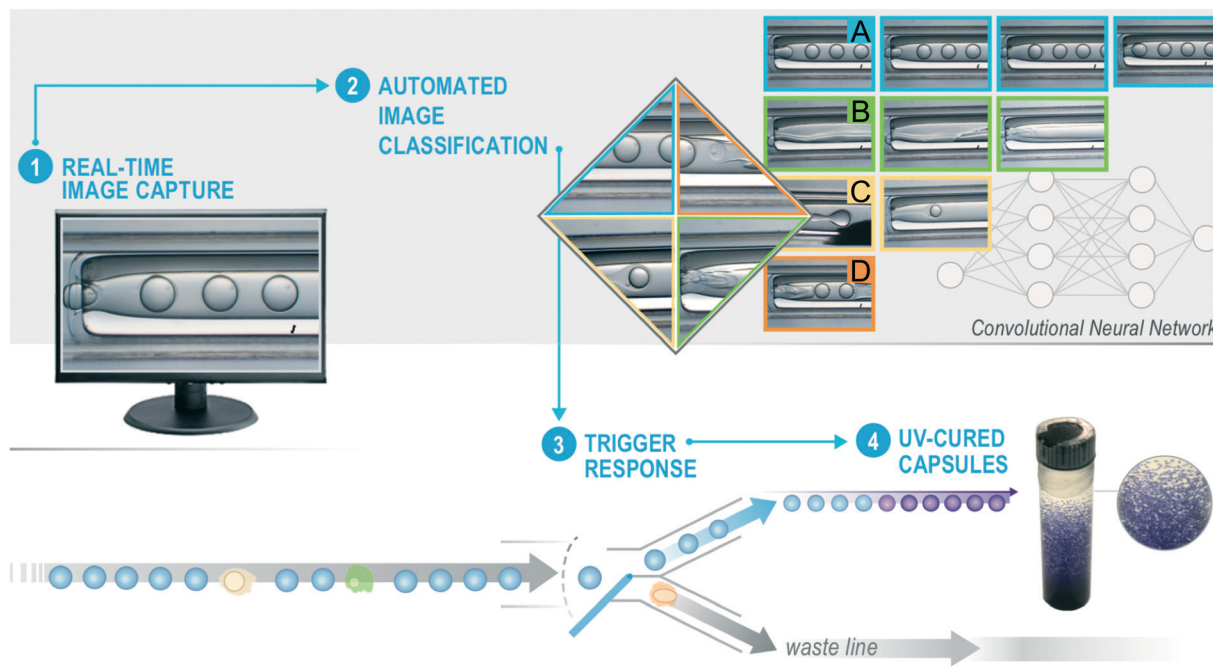 1 REAL-TIME
IMAGE CAPTURE
2 AUTOMATED
IMAGE
CLASSIFICATION
A
B
C
D
Convolutional Neural Network
3 TRIGGER
RESPONSE
4 UV-CURED
CAPSULES
waste line